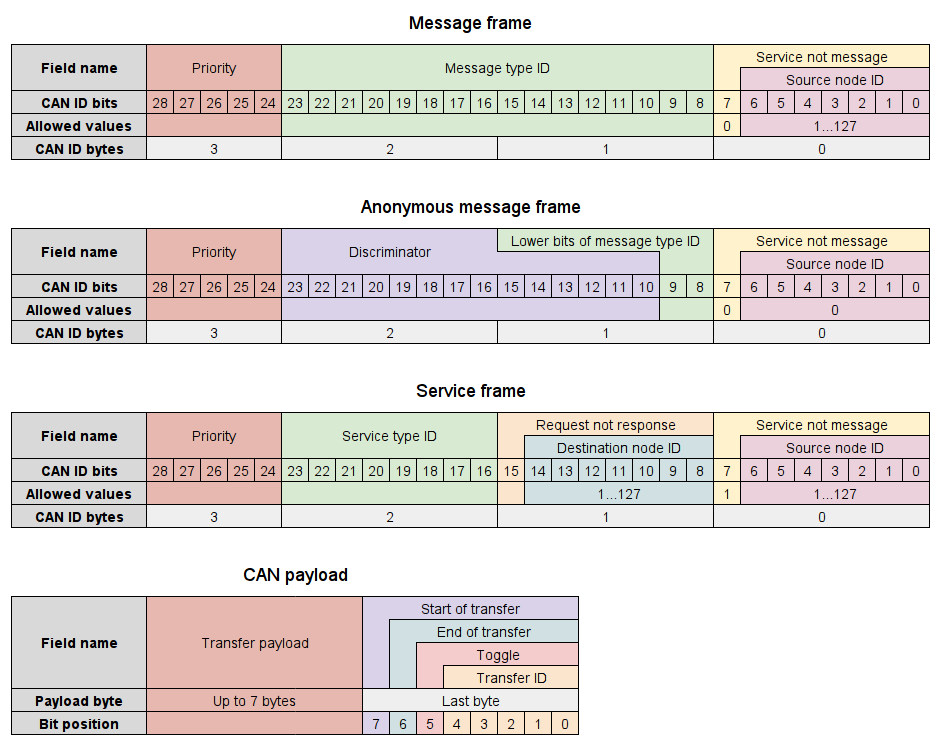 Message frame
Field name Priority Message type ID Service not message
Source node ID
CAN ID bits 28 27 26 25 24 23 22 21 20 19 18 17 16 15 14 13 12 11 10 9 8 7 6 5 4 3 2 1 0
Allowed values 0 1...127
CAN ID bytes 3 2 1 0
Anonymous message frame
Field name Priority Discriminator Lower bits of message type ID Service not message
Source node ID
CAN ID bits 28 27 26 25 24 23 22 21 20 19 18 17 16 15 14 13 12 11 10 9 8 7 6 5 4 3 2 1 0
Allowed values 0 0
CAN ID bytes 3 2 1 0
Service frame
Field name Priority Service type ID Request not response Service not message
Destination node ID Source node ID
CAN ID bits 28 27 26 25 24 23 22 21 20 19 18 17 16 15 14 13 12 11 10 9 8 7 6 5 4 3 2 1 0
Allowed values 1...127 1 1...127
CAN ID bytes 3 2 1 0
CAN payload
Field name Transfer payload Start of transfer
End of transfer
Toggle
Transfer ID
Payload byte Up to 7 bytes Last byte
Bit position 7 6 5 4 3 2 1 0